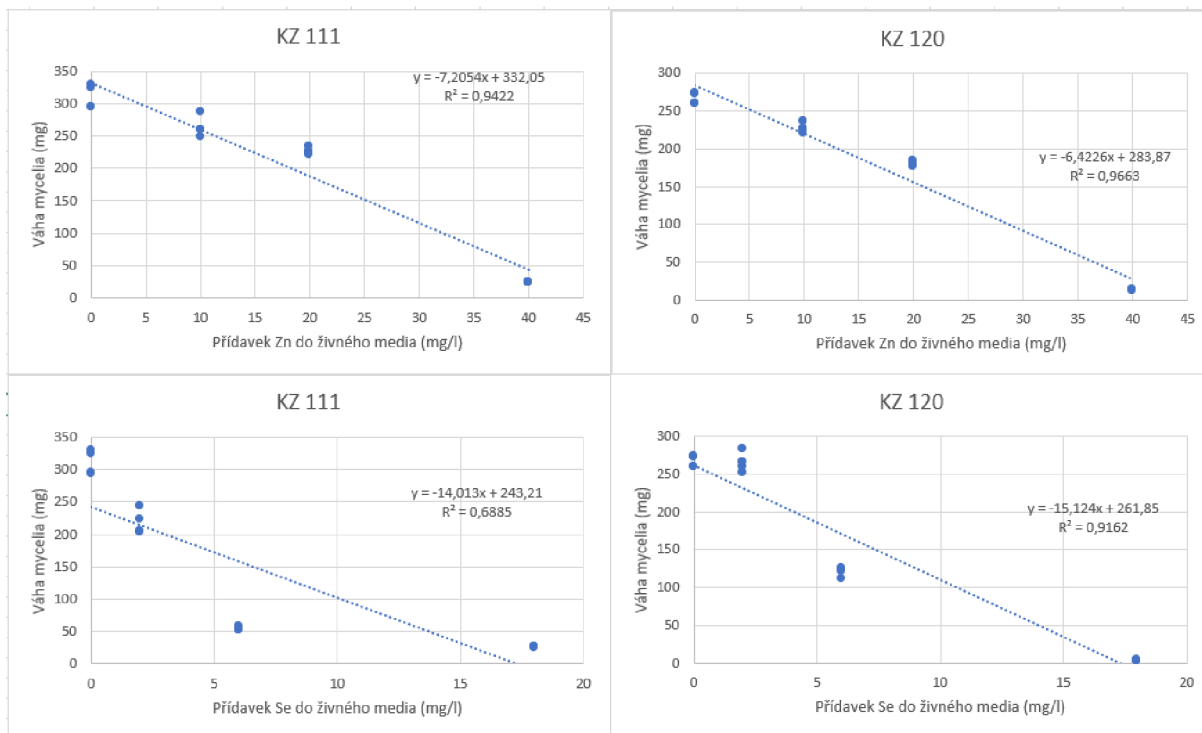 KZ 111
y = -7,2054x + 332,05
R² = 0,9422
Váha mycelia (mg)
350
300
250
200
150
100
50
0
0 5 10 15 20 25 30 35 40 45
Přídavek Zn do živného media (mg/l)
KZ 120
y = -6,4226x + 283,87
R² = 0,9663
Váha mycelia (mg)
300
250
200
150
100
50
0
0 5 10 15 20 25 30 35 40 45
Přídavek Zn do živného media (mg/l)
KZ 111
y = -14,013x + 243,21
R² = 0,6885
Váha mycelia (mg)
350
300
250
200
150
100
50
0
0 5 10 15 20
Přídavek Se do živného media (mg/l)
KZ 120
y = -15,124x + 261,85
R² = 0,9162
Váha mycelia (mg)
300
250
200
150
100
50
0
0 5 10 15 20
Přídavek Se do živného media (mg/l)